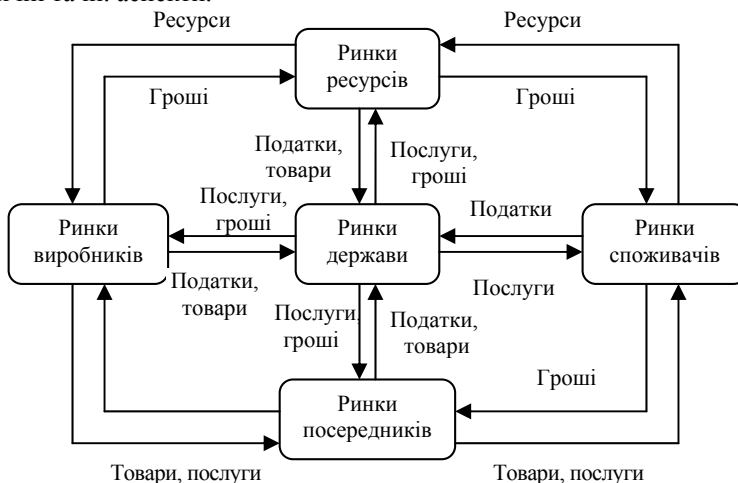 Ресурси
Ресурси
Ринки
ресурсів
Гроші
Гроші
Податки,
товари
Послуги,
гроші
Послуги,
гроші
Податки
Ринки
виробників
Ринки
держави
Ринки
споживачів
Податки,
товари
Послуги
Послуги,
гроші
Податки,
товари
Гроші
Ринки
посередників
Товари, послуги
Товари, послуги